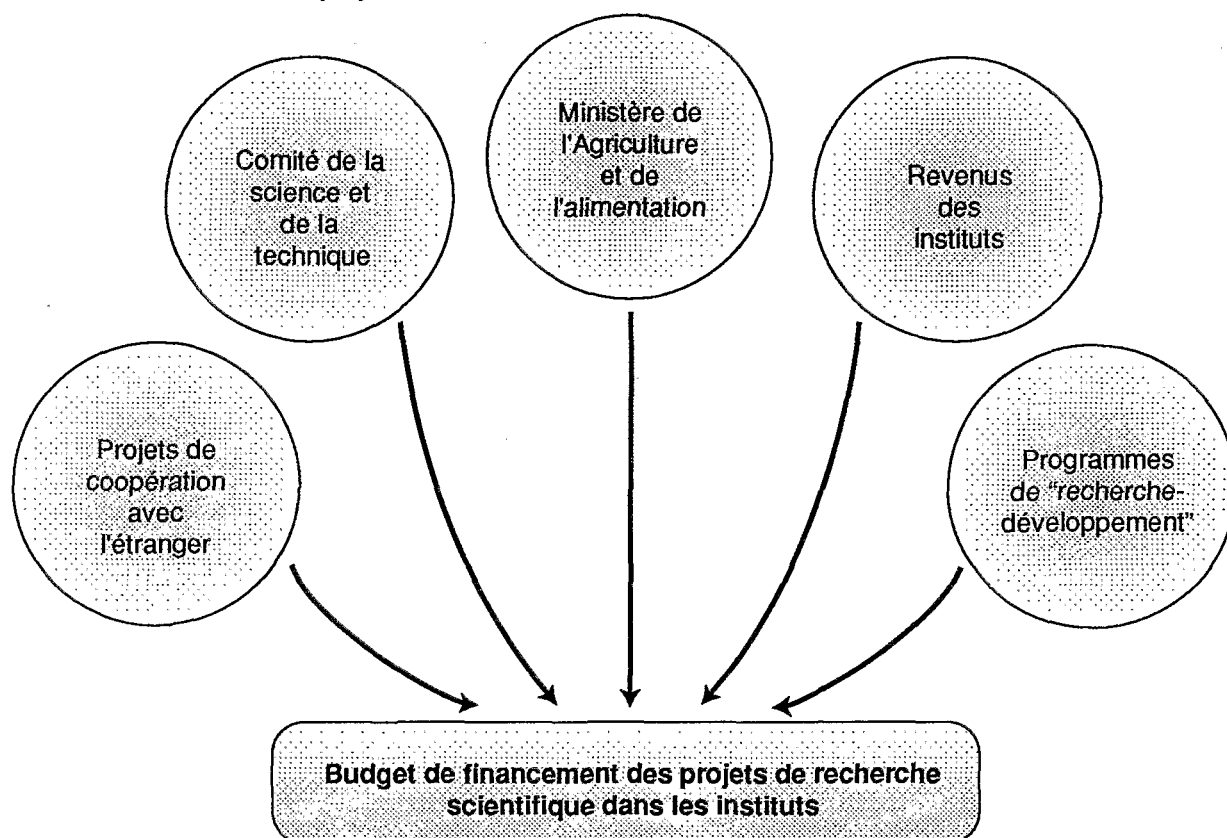 Projets de
coopération
avec
l'étranger
Comité de la
science et
de la
technique
Ministère de
l'Agriculture
et de
l'alimentation
Revenus
des
instituts
Programmes
de "recherche-
développement"
Budget de financement des projets de recherche
scientifique dans les instituts